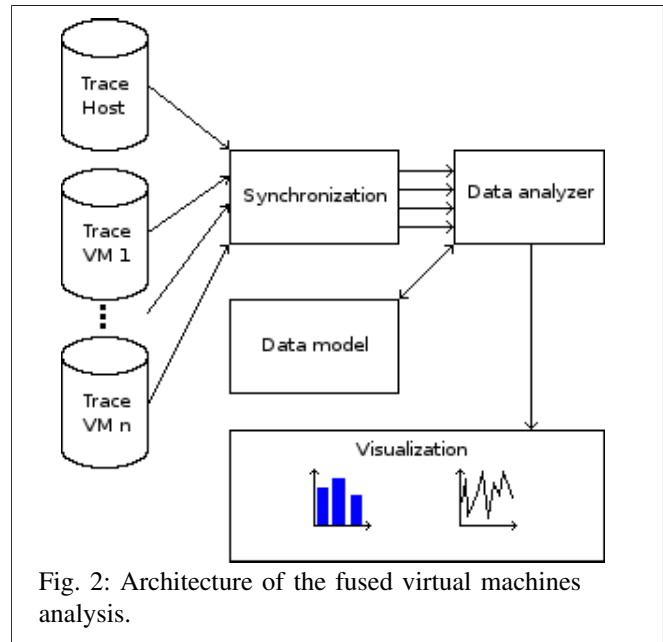 Trace
Host
Synchronization
Data analyzer
Trace
VM 1
Data model
Trace
VM n
Visualization
Fig. 2: Architecture of the fused virtual machines
analysis.